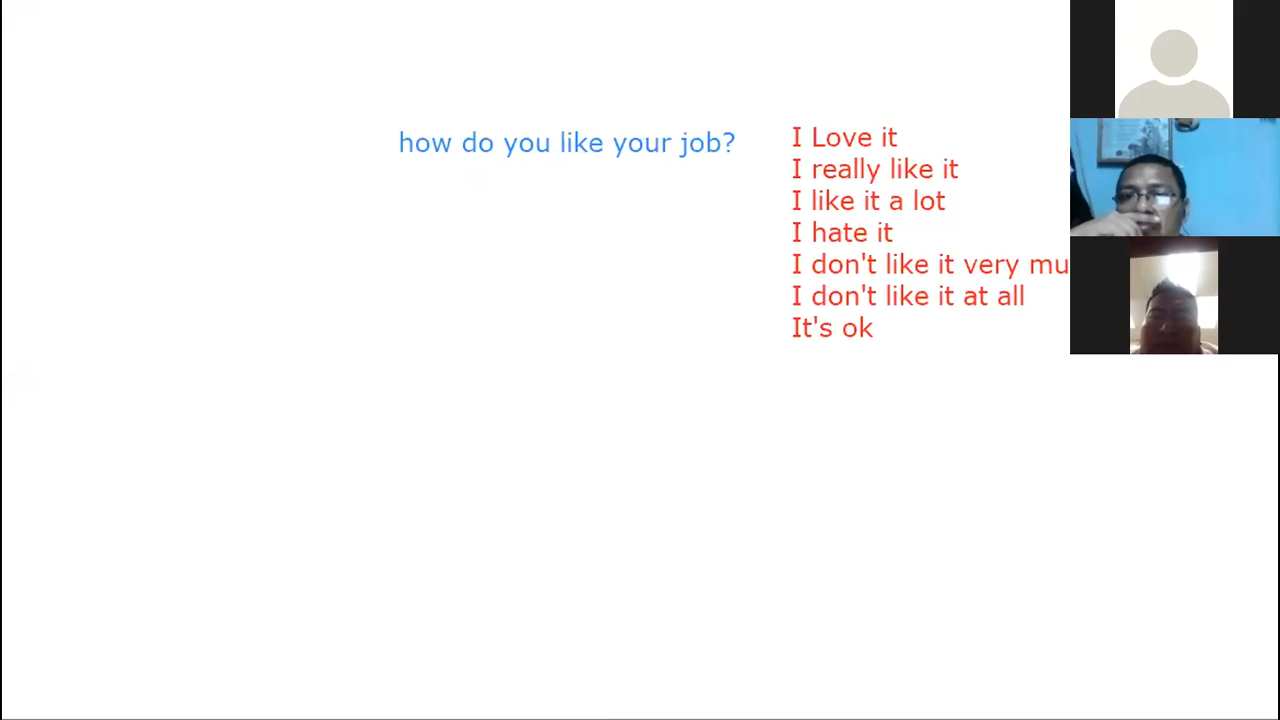 how do you like your job?
I Love it
I really like it
I like it a lot
I hate it
I don't like it very
I don't like it at all
It's ok